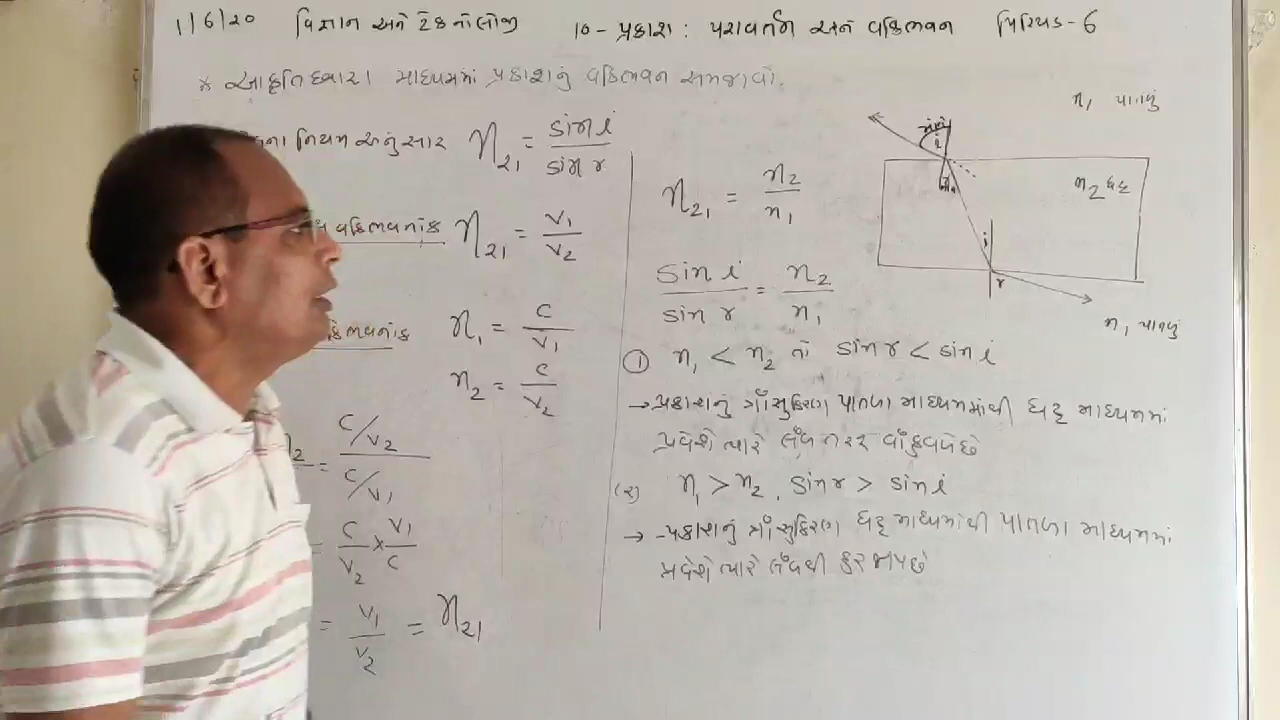 1/6/20 વિજ્ઞાન અને ટેકનોલોજી 10 - પ્રકાશ : પરાવર્તન અને વક્રીભવન પિરિયડ - 6
* આકૃતિ દ્વારા માધ્યમમાં પ્રકાશનું વક્રિભવન સમજાવો.
નિયમ અનુસાર n21 = sin i / sin r
વક્રિભવનાંક n21 = v1 / v2
n1 = c / v1
n2 = c / v2
= c/v2 / c/v1
= c/v2 × v1/c
= v1/v2 = n21
n21 = n2 / n1
sin i / sin r = n2 / n1
① n1 < n2 તો sin r < sin i
→ પ્રકાશનું ત્રાંસુ કિરણ પાતળા માધ્યમમાંથી ઘટ્ટ માધ્યમમાં
પ્રવેશે ત્યારે લંબ તરફ વાંકુ વળે છે
(૨) n1 > n2, sin r > sin i
→ પ્રકાશનું ત્રાંસુ કિરણ ઘટ્ટ માધ્યમાંથી પાતળા માધ્યમમાં
પ્રવેશે ત્યારે લંબથી દુર જાય છે
n1 પાતળું
i
n2 ઘટ્ટ
i
r
n1 પાતળું